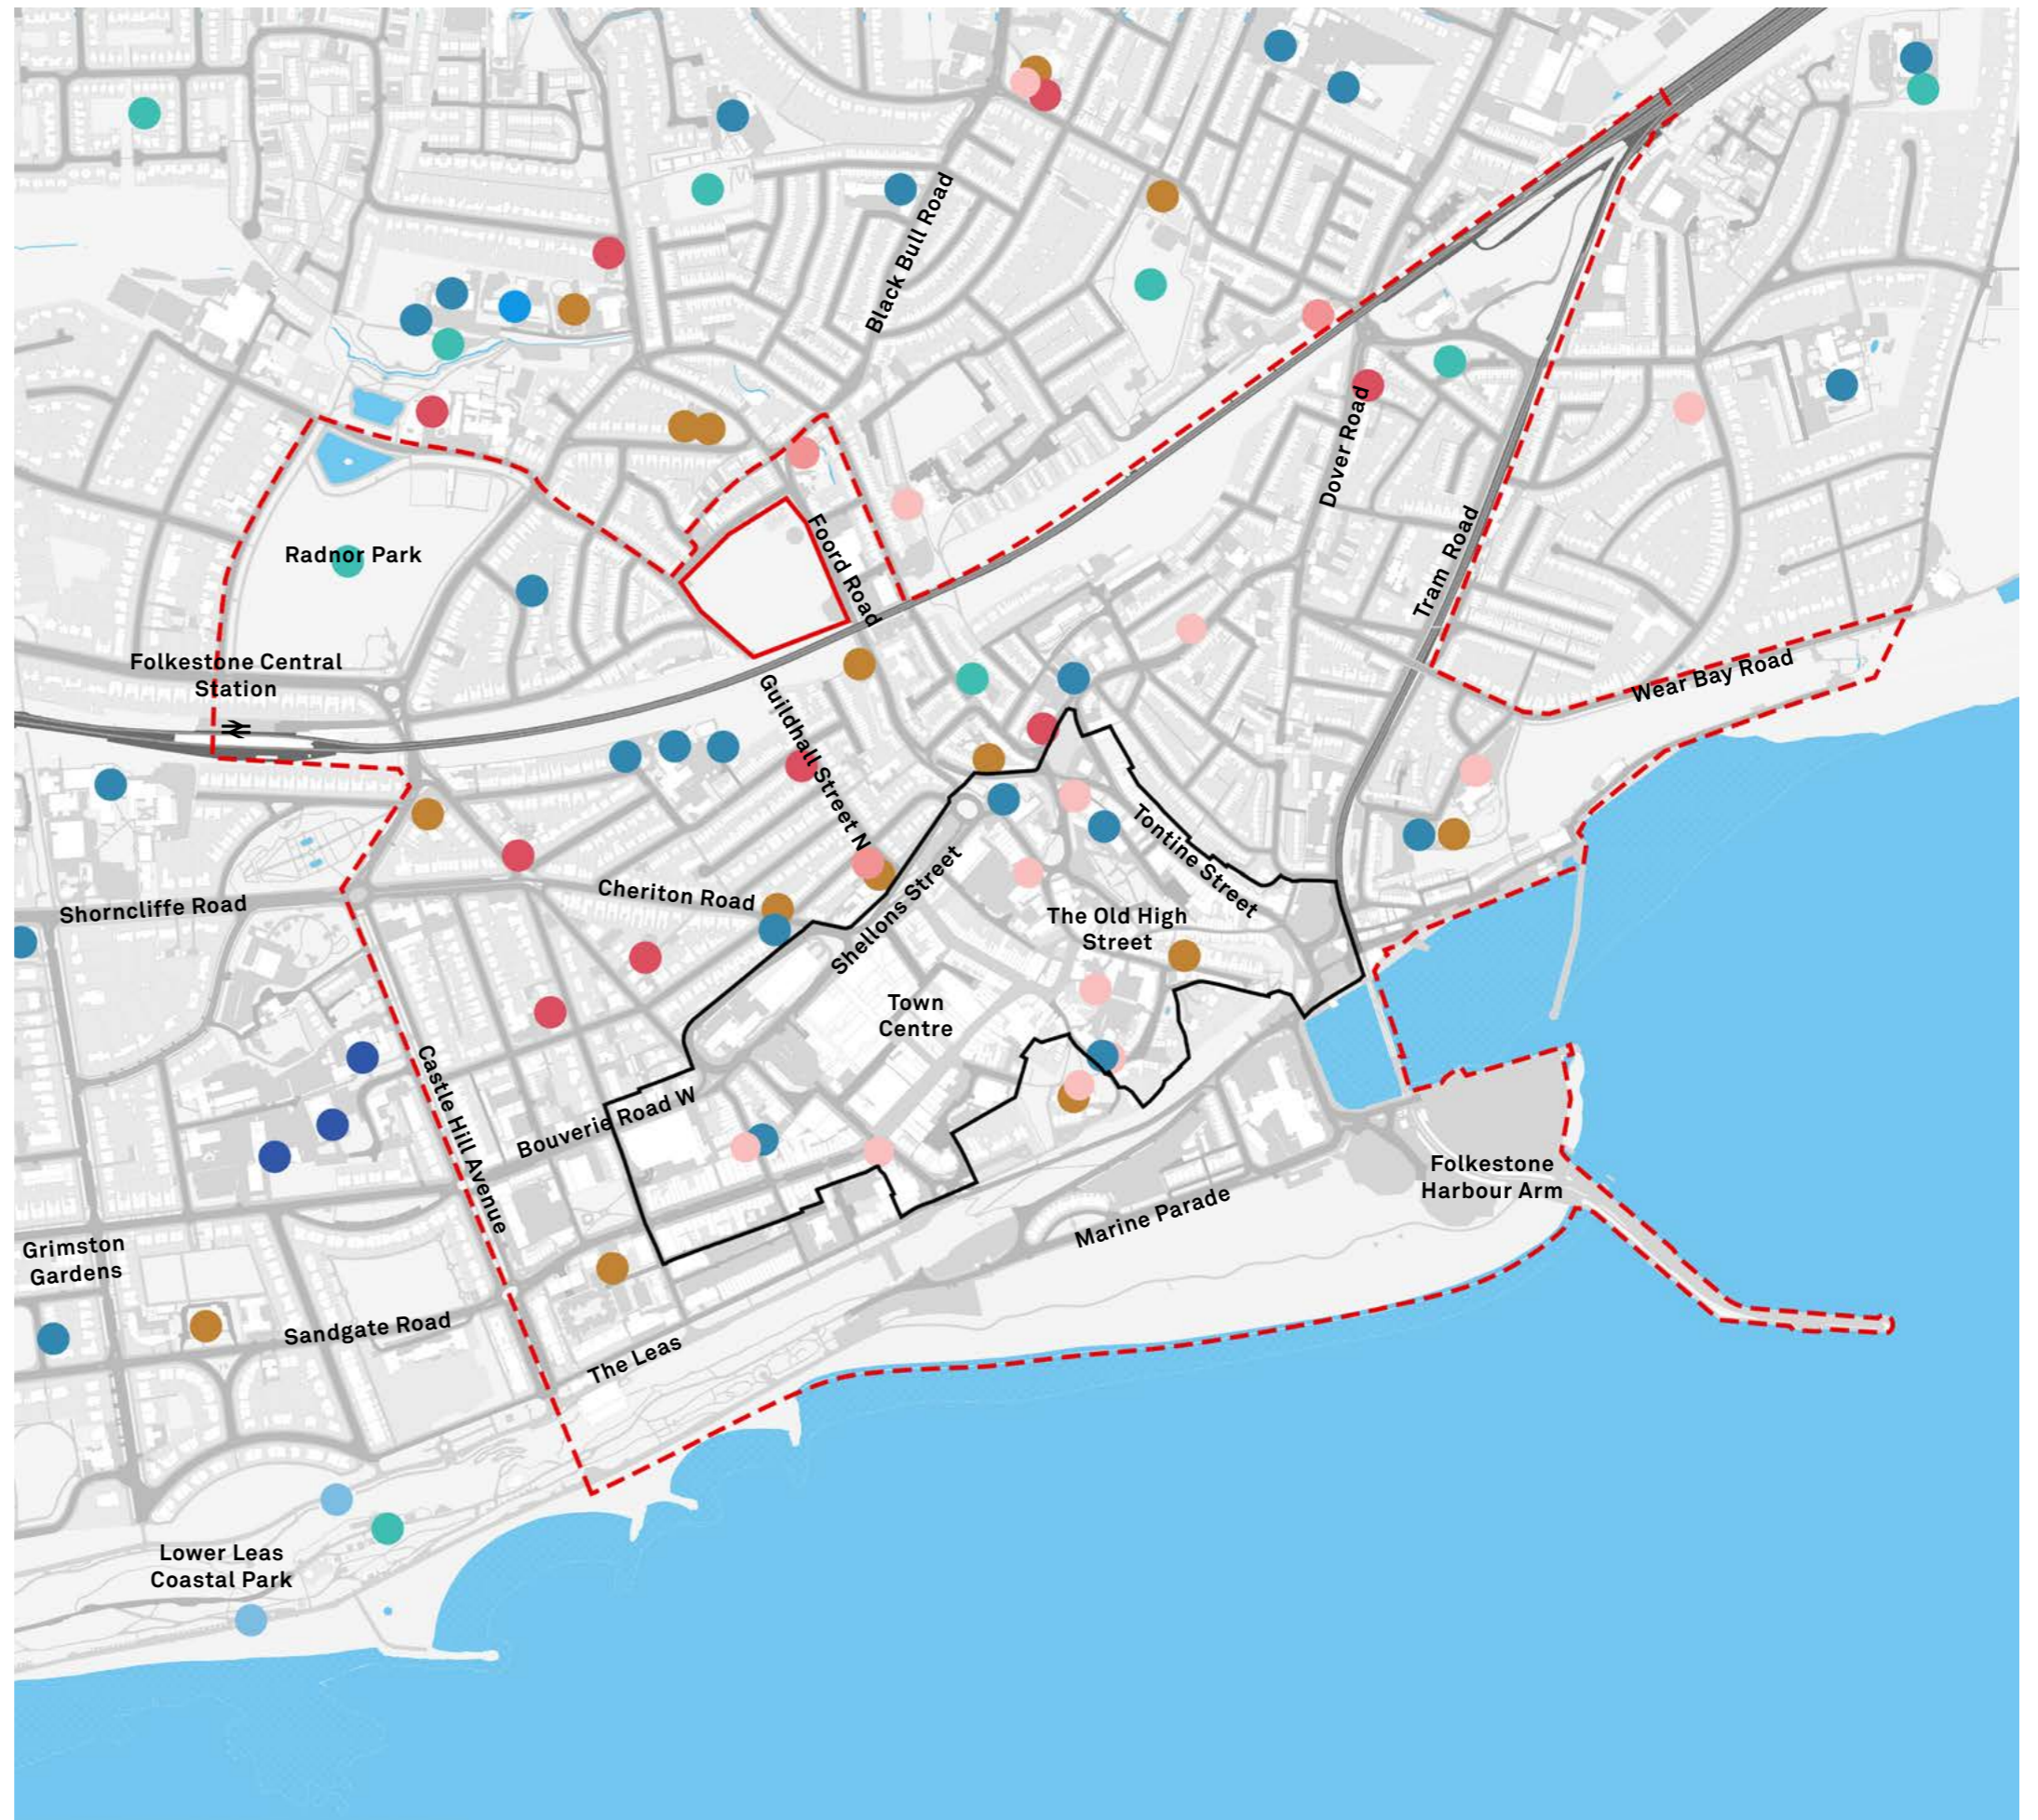 Black Bull Road
Radnor Park
Foord Road
Dover Road
Tram Road
Folkestone Central
Station
Wear Bay Road
Guildhall Street N
Tontine Street
Shellons Street
Cheriton Road
Shorncliffe Road
The Old High
Street
Town
Centre
Castle Hill Avenue
Bouverie Road W
Folkestone
Harbour Arm
Marine Parade
Grimston
Gardens
Sandgate Road
The Leas
Lower Leas
Coastal Park